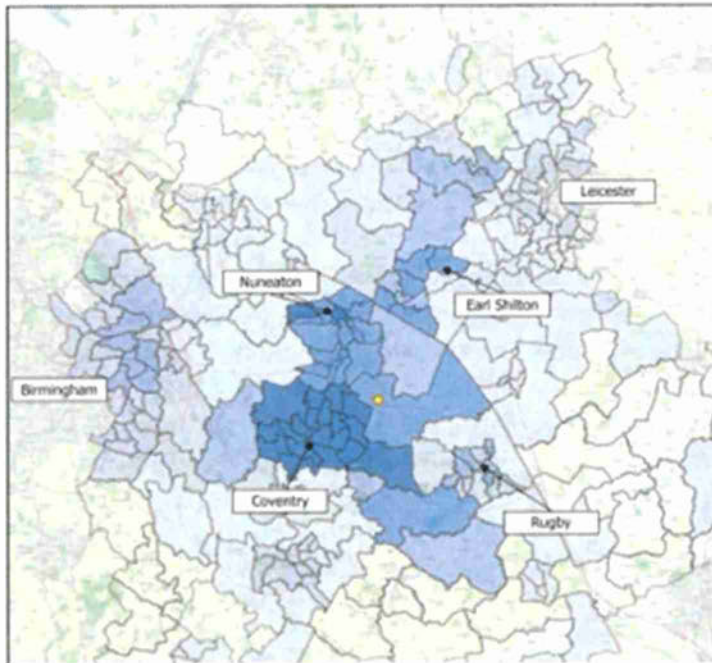 Leicester
Nuneaton
Earl Shilton
Birmingham
Coventry
Rugby